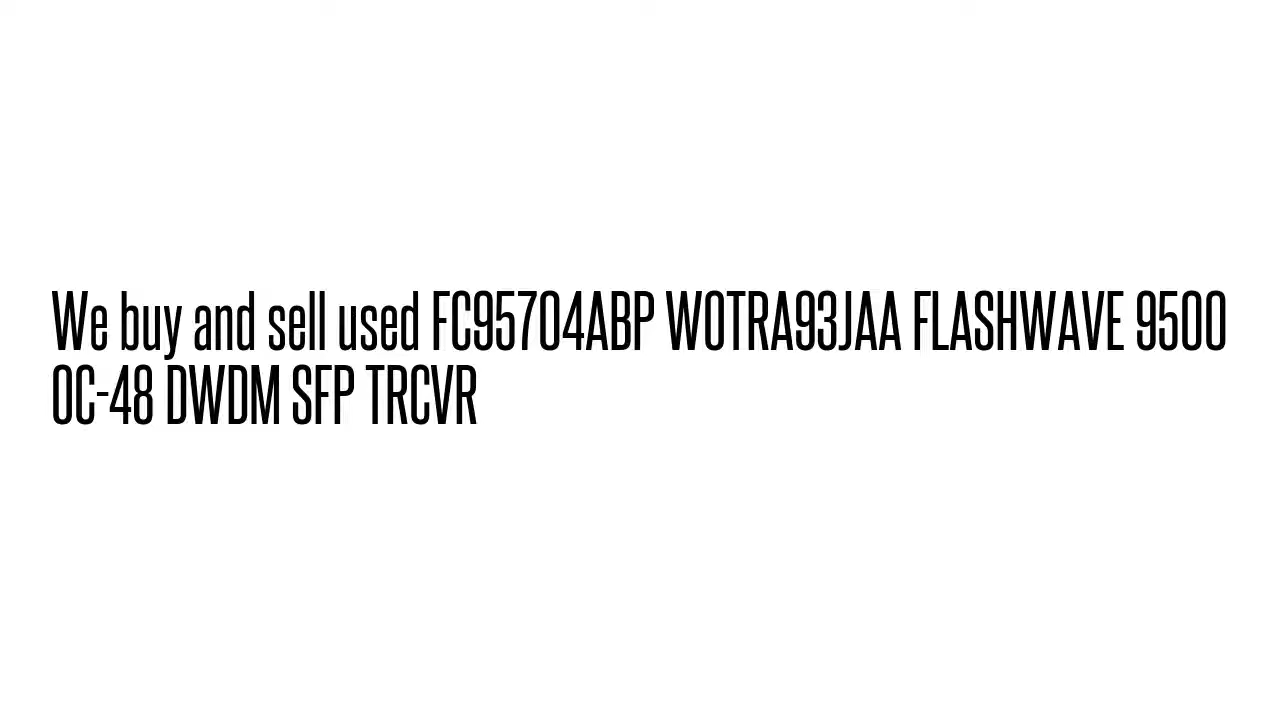 We buy and sell used FC95704ABP WOTRA93JAA FLASHWAVE 9500
OC-48 DWDM SFP TRCVR